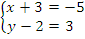 x + 3 = −5
y − 2 = 3